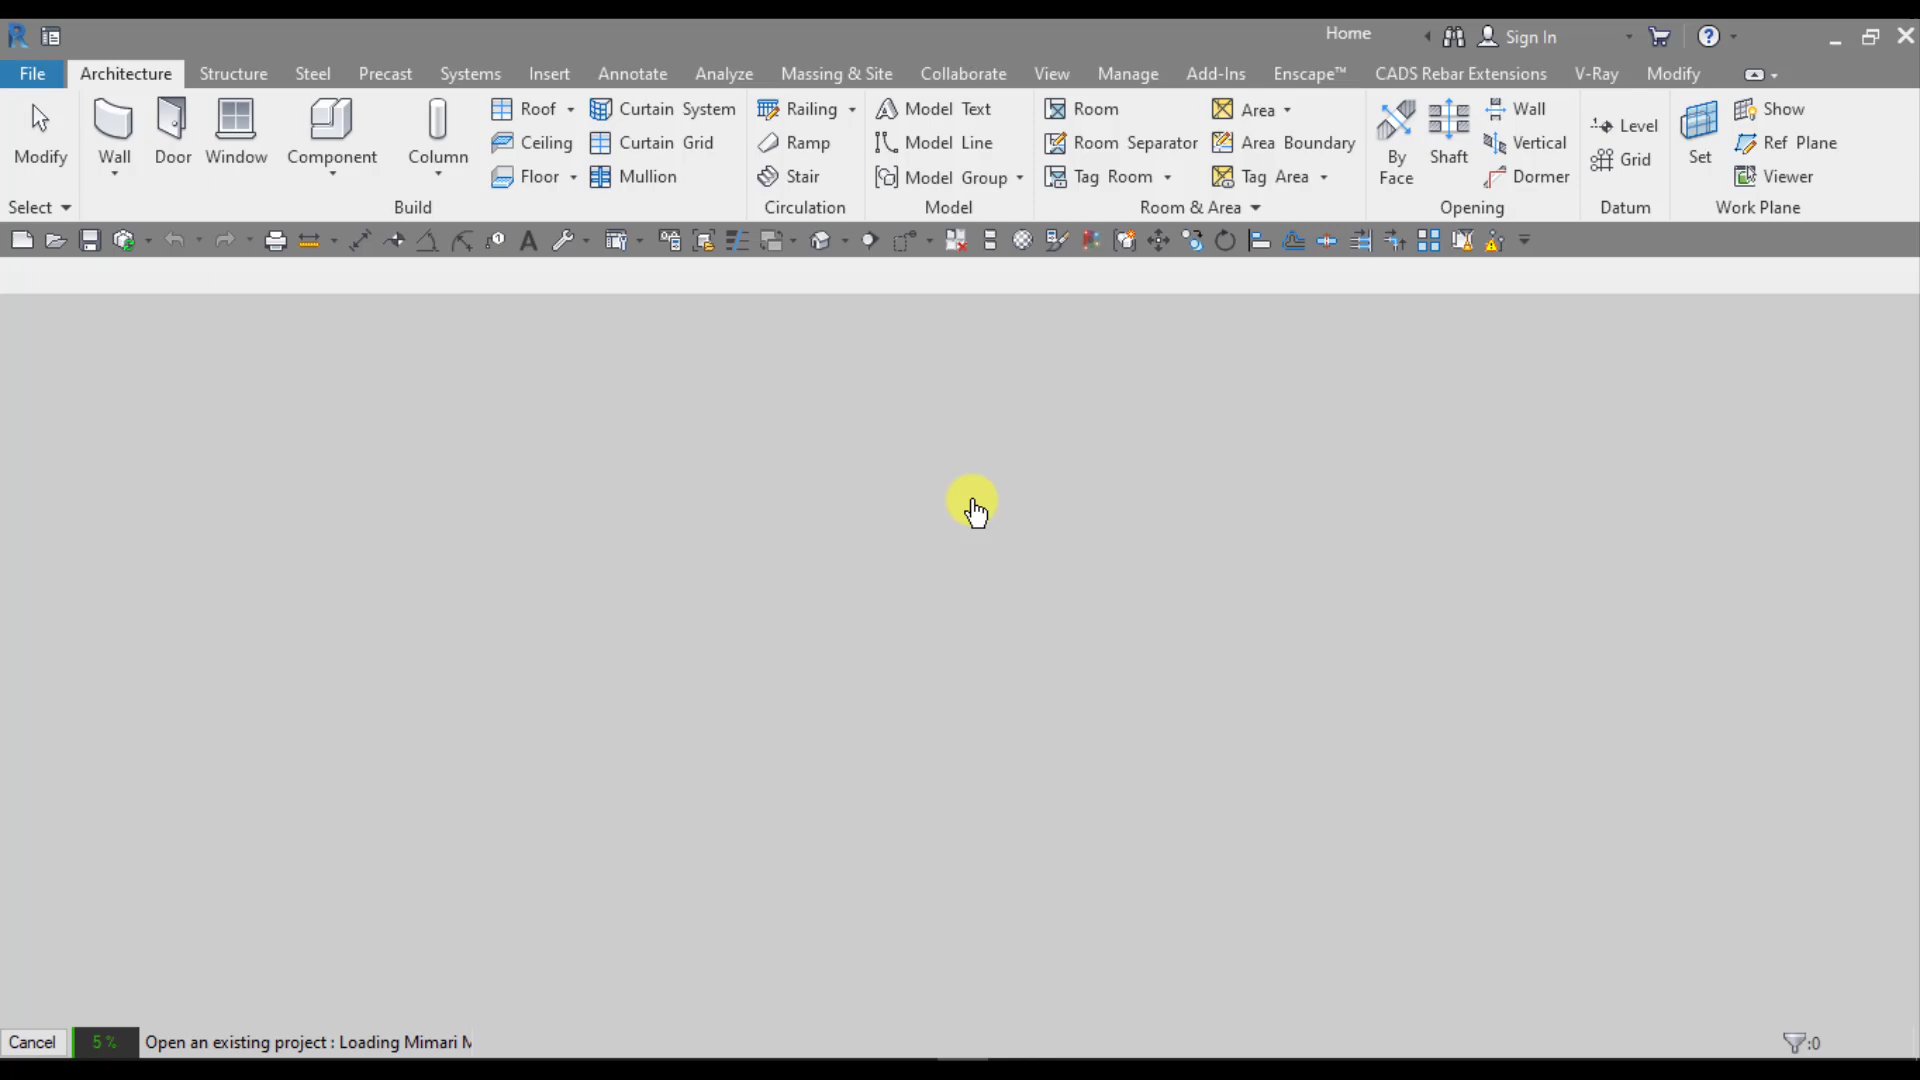 Home
Sign In
File Architecture Structure Steel Precast Systems Insert Annotate Analyze Massing & Site Collaborate View Manage Add-Ins Enscape™ CADS Rebar Extensions V-Ray Modify
Modify Wall Door Window Component Column
Roof Curtain System
Ceiling Curtain Grid
Floor Mullion
Railing
Ramp
Stair
Model Text
Model Line
Model Group
Room Area
Room Separator Area Boundary
Tag Room Tag Area
By Face
Shaft
Wall
Vertical
Dormer
Level
Grid
Set
Show
Ref Plane
Viewer
Select Build Circulation Model Room & Area Opening Datum Work Plane
Cancel 5 % Open an existing project : Loading Mimari M :0